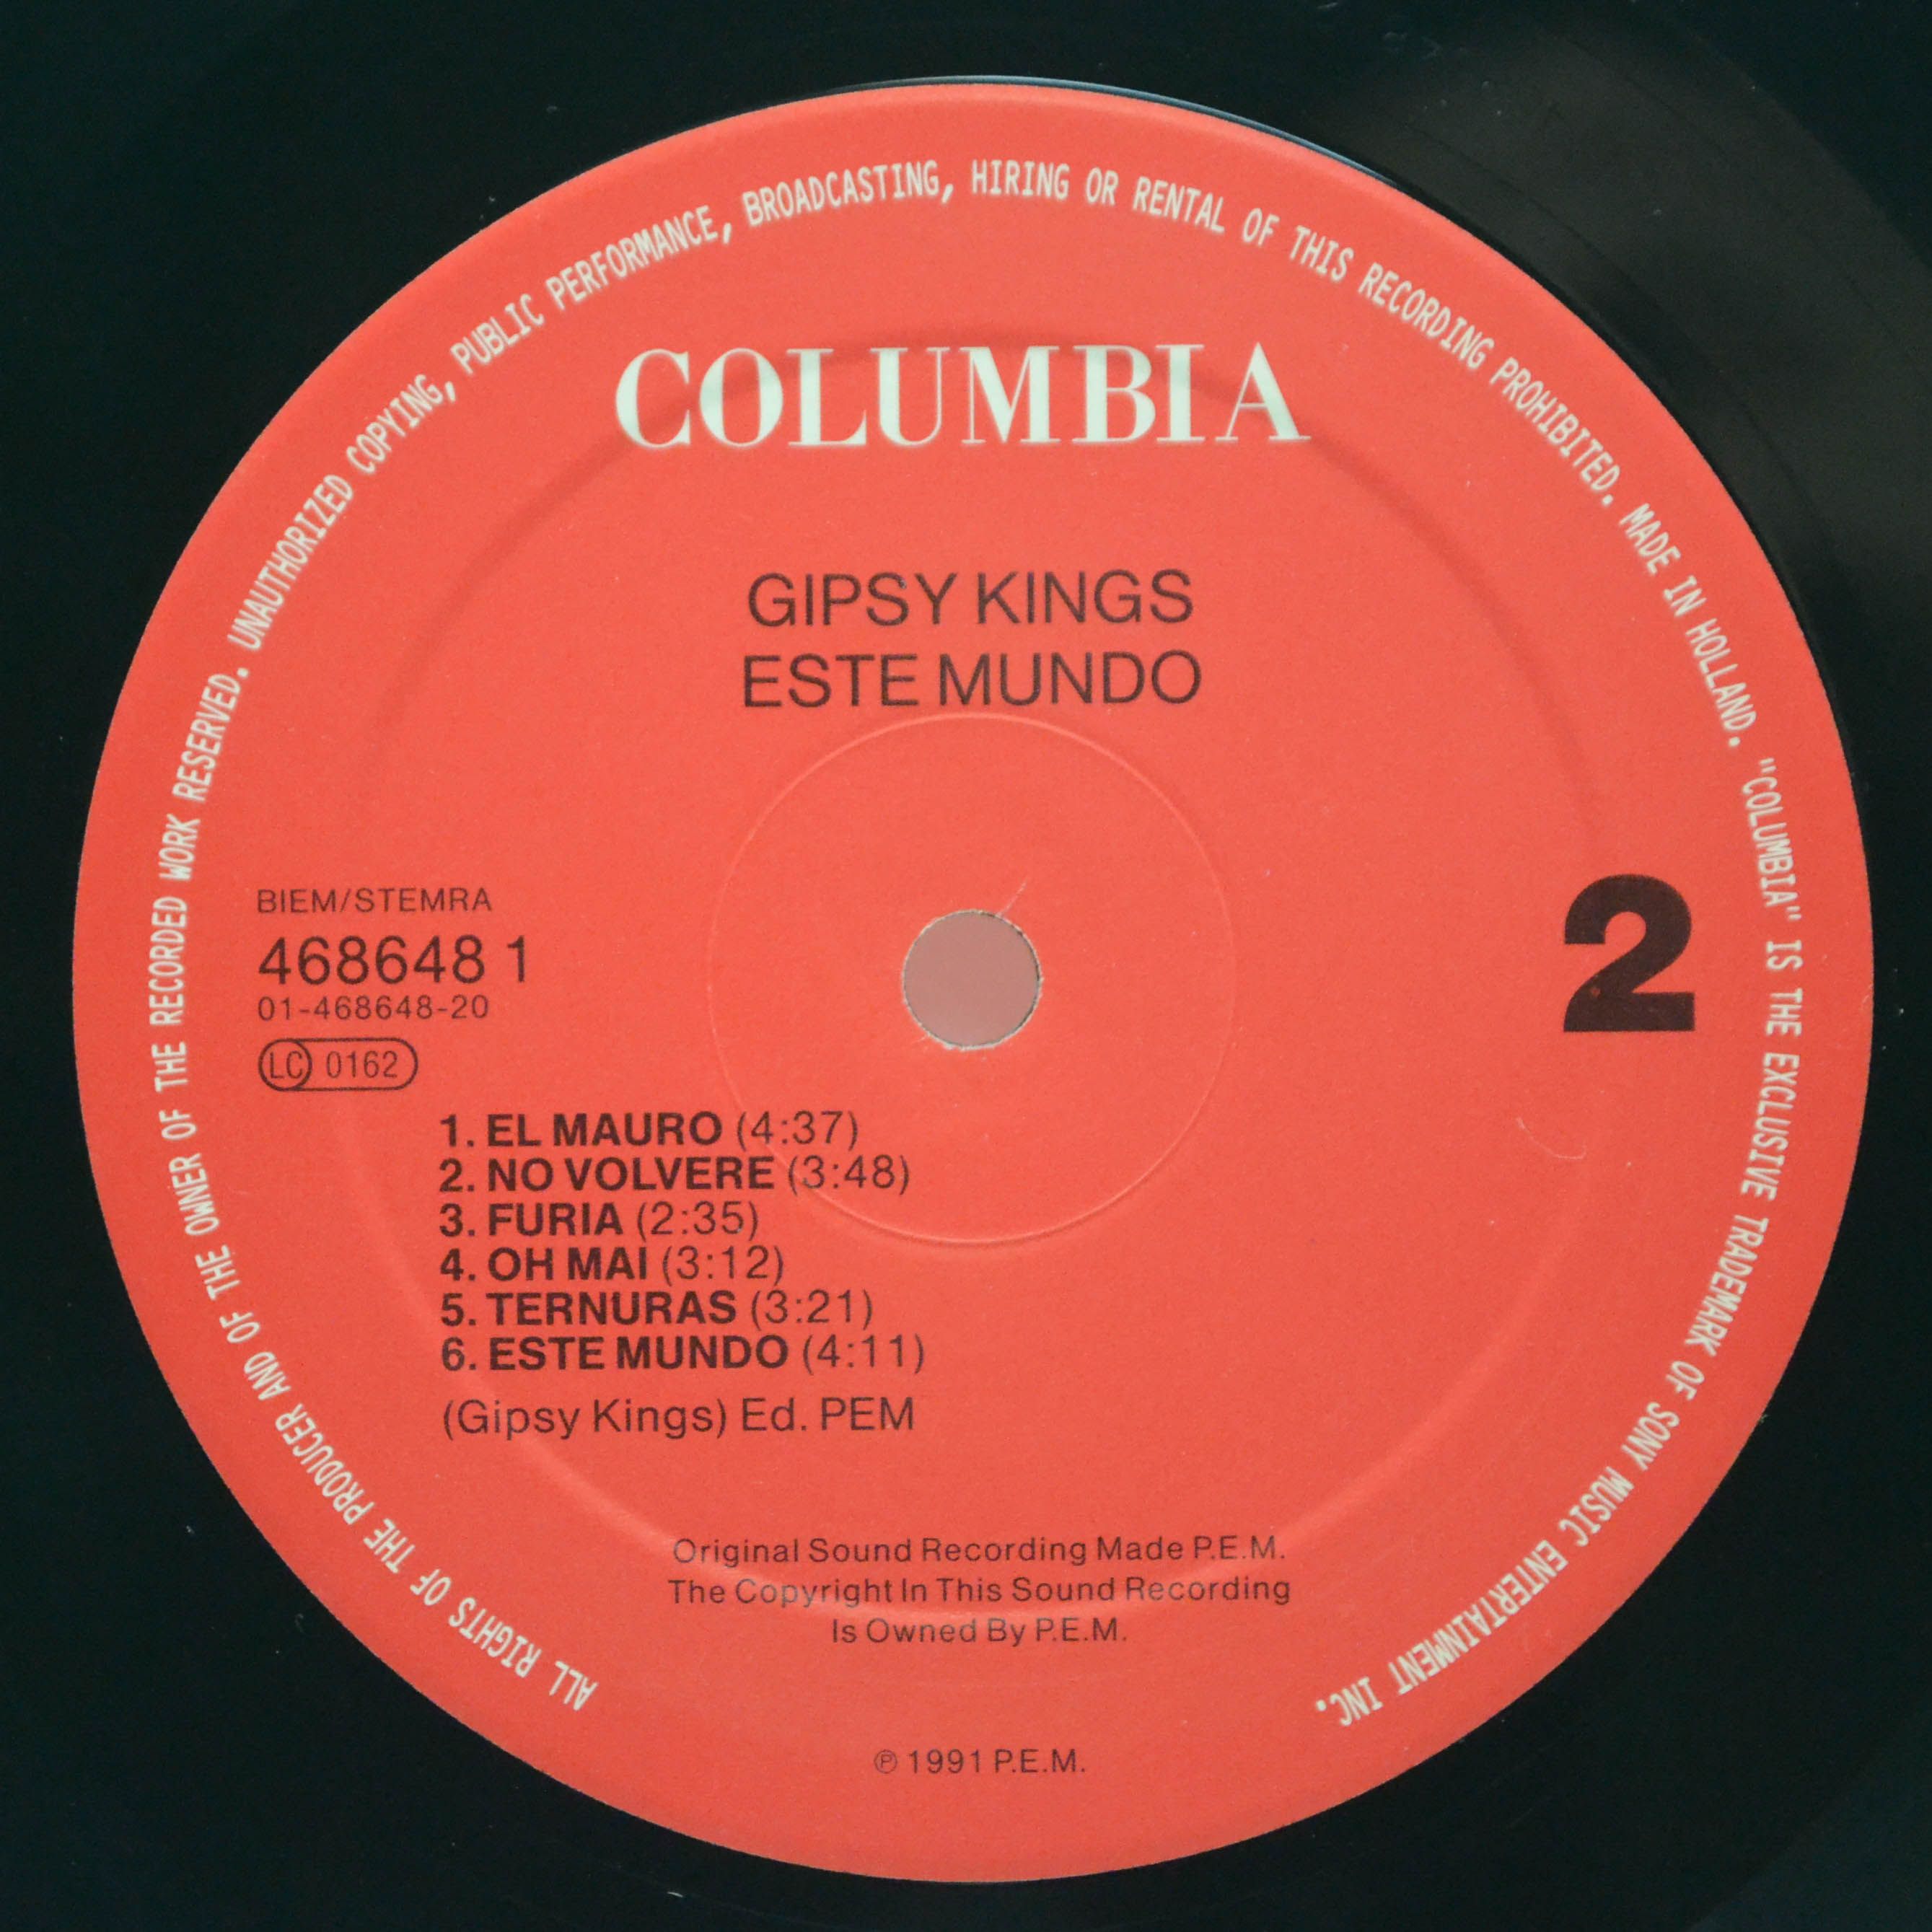 ALL RIGHTS OF THE PRODUCER AND OF THE OWNER OF THE RECORDED WORK RESERVED. UNAUTHORIZED COPYING, PUBLIC PERFORMANCE, BROADCASTING, HIRING OR RENTAL OF THIS RECORDING PROHIBITED. MADE IN HOLLAND. "COLUMBIA" IS THE EXCLUSIVE TRADEMARK OF SONY MUSIC ENTERTAINMENT INC.
COLUMBIA
GIPSY KINGS
ESTE MUNDO
BIEM/STEMRA
468648 1
01-468648-20
LC 0162
2
1. EL MAURO (4:37)
2. NO VOLVERE (3:48)
3. FURIA (2:35)
4. OH MAI (3:12)
5. TERNURAS (3:21)
6. ESTE MUNDO (4:11)
(Gipsy Kings) Ed. PEM
Original Sound Recording Made P.E.M.
The Copyright In This Sound Recording
Is Owned By P.E.M.
℗ 1991 P.E.M.